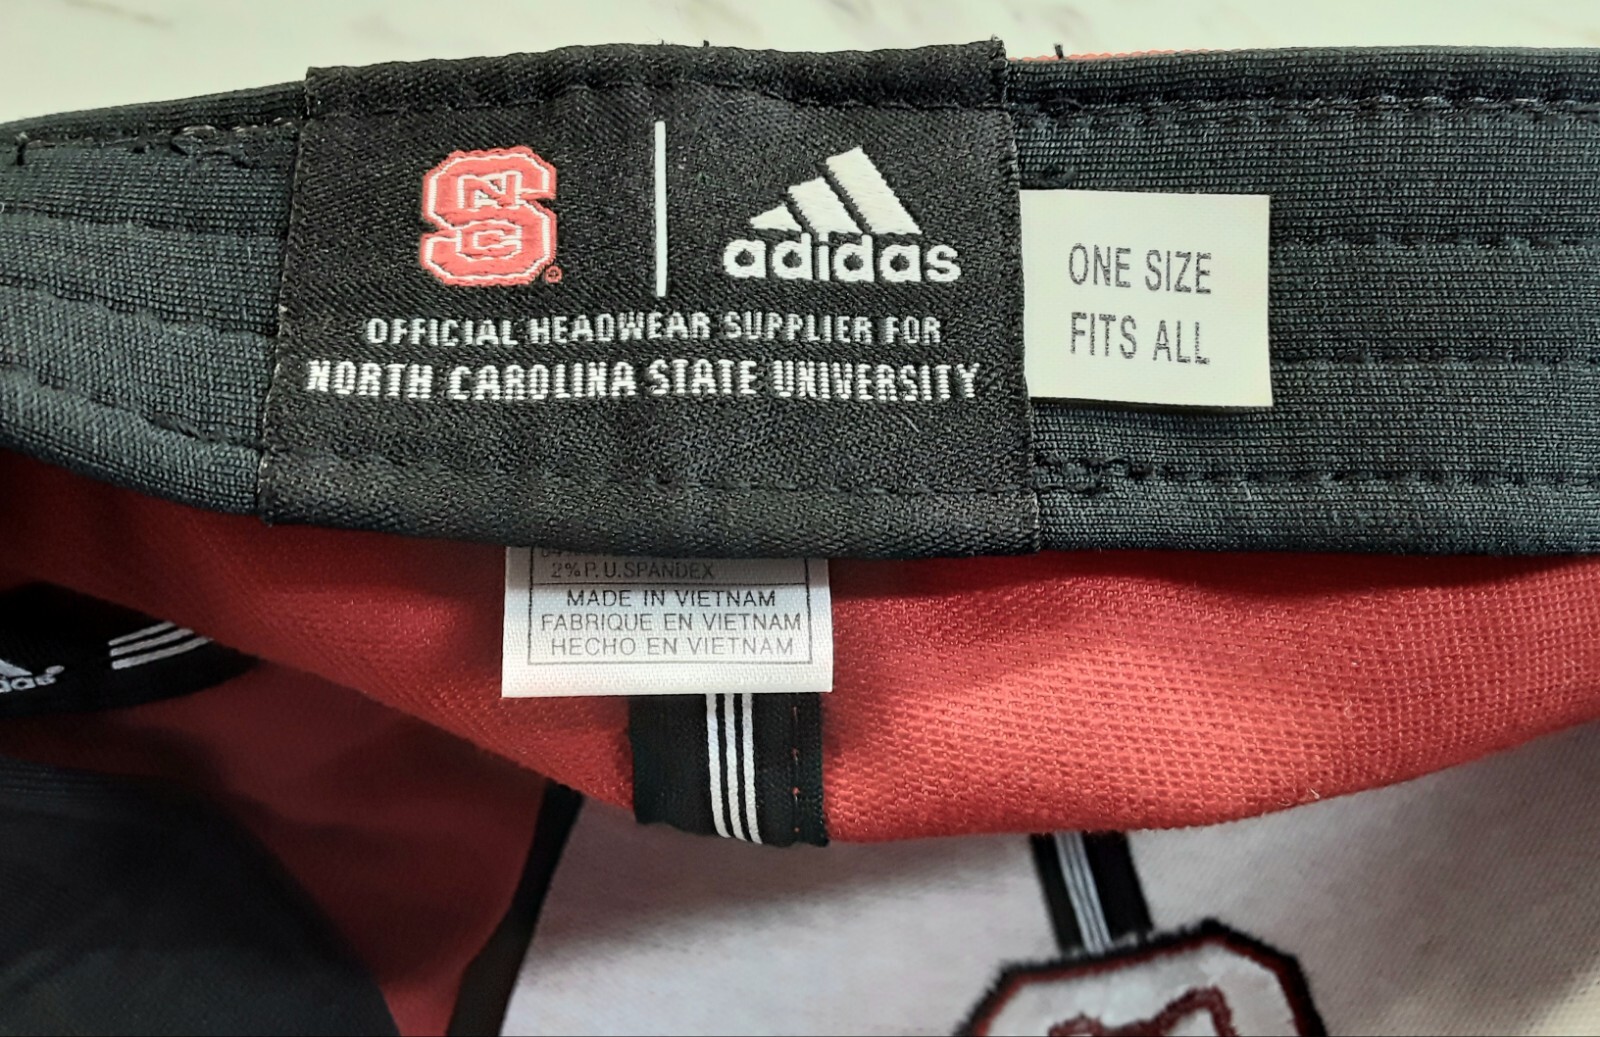 NC
S
adidas
OFFICIAL HEADWEAR SUPPLIER FOR
NORTH CAROLINA STATE UNIVERSITY
ONE SIZE
FITS ALL
2% P.U.SPANDEX
MADE IN VIETNAM
FABRIQUE EN VIETNAM
HECHO EN VIETNAM